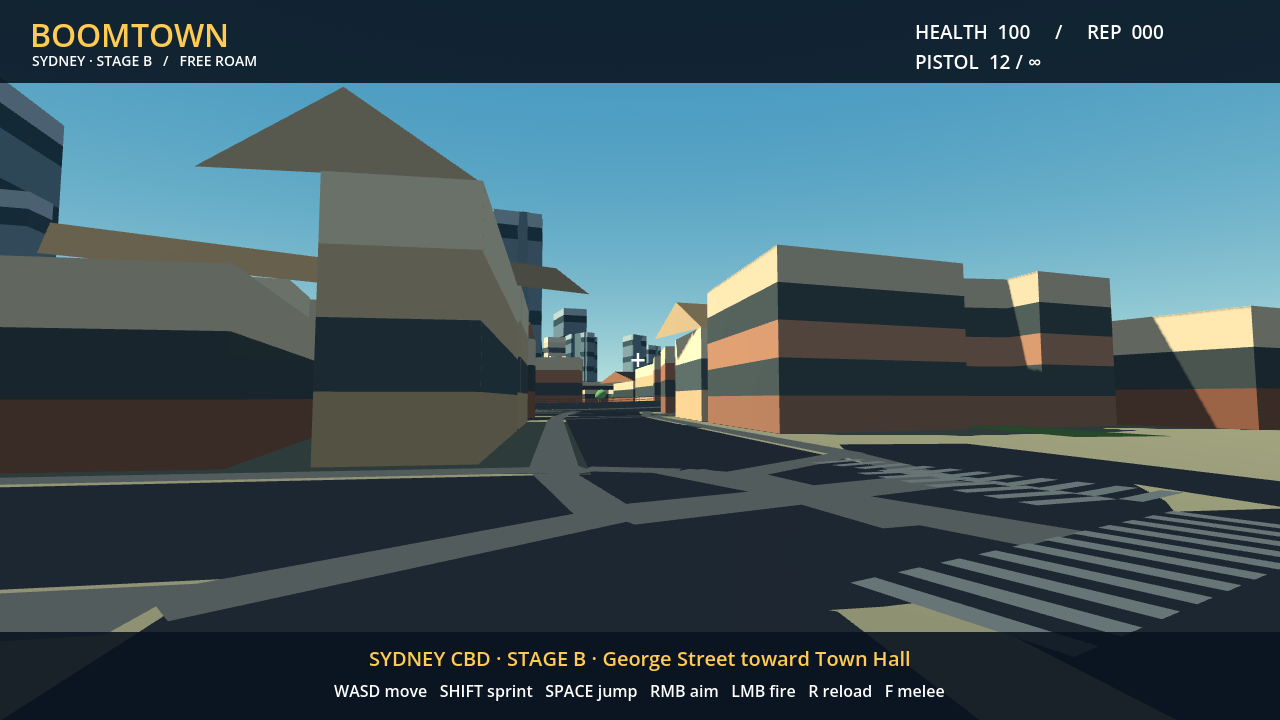 BOOMTOWN
SYDNEY · STAGE B / FREE ROAM
HEALTH 100 / REP 000
PISTOL 12 / ∞
SYDNEY CBD · STAGE B · George Street toward Town Hall
WASD move SHIFT sprint SPACE jump RMB aim LMB fire R reload F melee